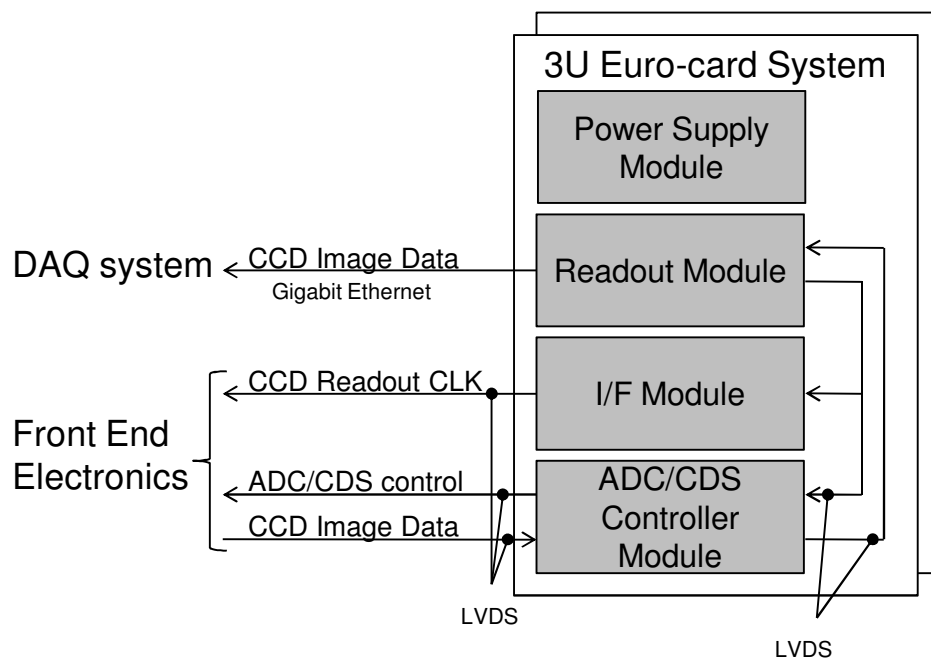 3U Euro-card System
Power Supply
Module
DAQ system
CCD Image Data
Gigabit Ethernet
Readout Module
CCD Readout CLK
I/F Module
Front End
Electronics
ADC/CDS control
CCD Image Data
ADC/CDS
Controller
Module
LVDS
LVDS